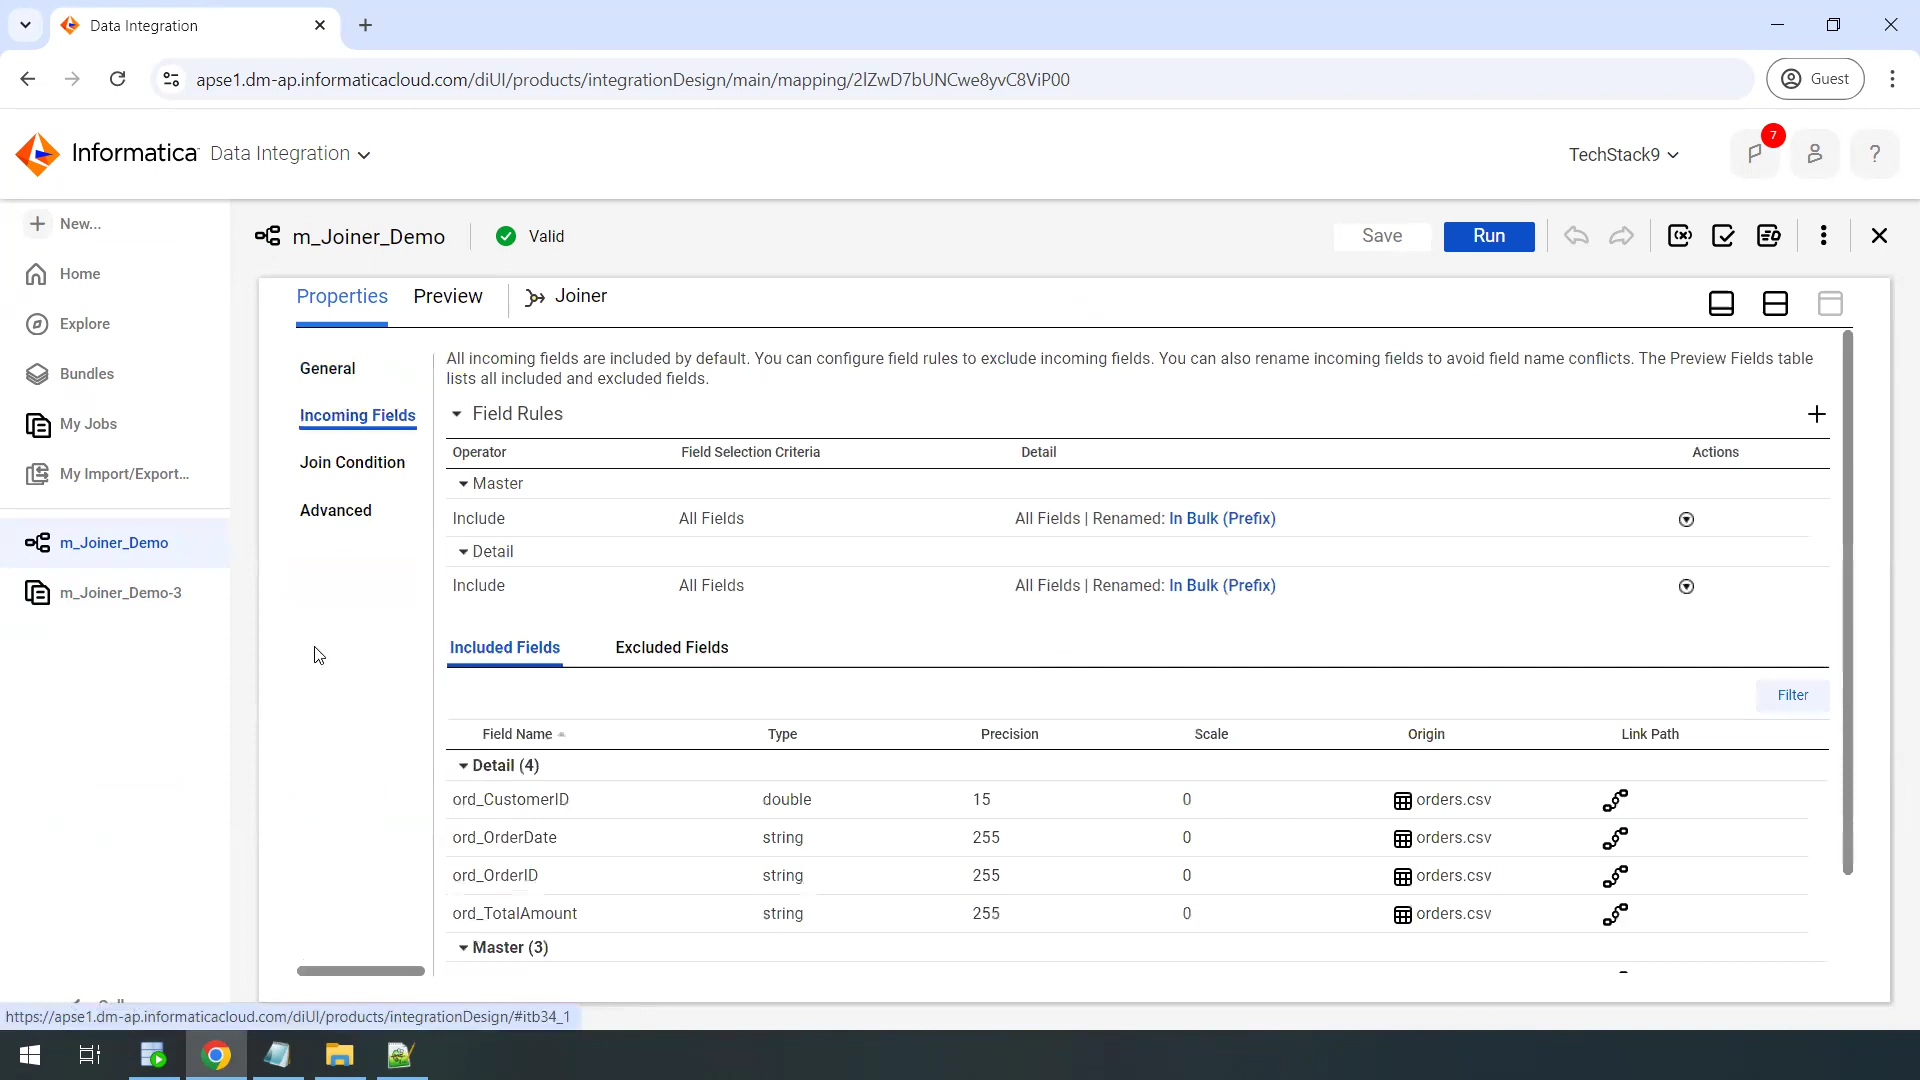 Data Integration
apse1.dm-ap.informaticacloud.com/diUI/products/integrationDesign/main/mapping/2lZwD7bUNCwe8yvC8ViP00
Guest
Informatica Data Integration
TechStack9
7
?
New...
Home
Explore
Bundles
My Jobs
My Import/Export...
m_Joiner_Demo
m_Joiner_Demo-3
m_Joiner_Demo
Valid
Save
Run
Properties
Preview
Joiner
General
Incoming Fields
Join Condition
Advanced
All incoming fields are included by default. You can configure field rules to exclude incoming fields. You can also rename incoming fields to avoid field name conflicts. The Preview Fields table
lists all included and excluded fields.
Field Rules
Operator Field Selection Criteria Detail Actions
Master
Include All Fields All Fields | Renamed: In Bulk (Prefix)
Detail
Include All Fields All Fields | Renamed: In Bulk (Prefix)
Included Fields Excluded Fields
Filter
Field Name Type Precision Scale Origin Link Path
Detail (4)
ord_CustomerID double 15 0 orders.csv
ord_OrderDate string 255 0 orders.csv
ord_OrderID string 255 0 orders.csv
ord_TotalAmount string 255 0 orders.csv
Master (3)
https://apse1.dm-ap.informaticacloud.com/diUI/products/integrationDesign/#itb34_1